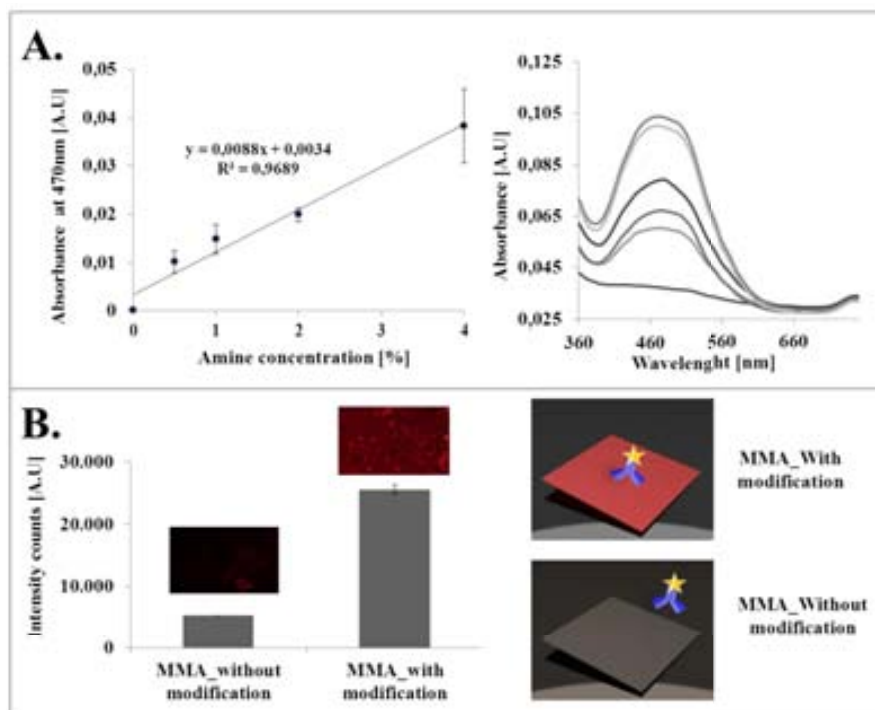 A.
0,05
0,04
0,03
0,02
0,01
0
Absorbance at 470nm [A.U]
y = 0,0088x + 0,0034
R² = 0,9689
0 1 2 3 4
Amine concentration [%]
0,125
0,105
0,085
0,065
0,045
0,025
Absorbance [A.U]
360 460 560 660
Wavelenght [nm]
B.
30.000
20.000
10.000
0
Intensity counts [A.U]
MMA_without
modification
MMA_with
modification
MMA_With
modification
MMA_Without
modification